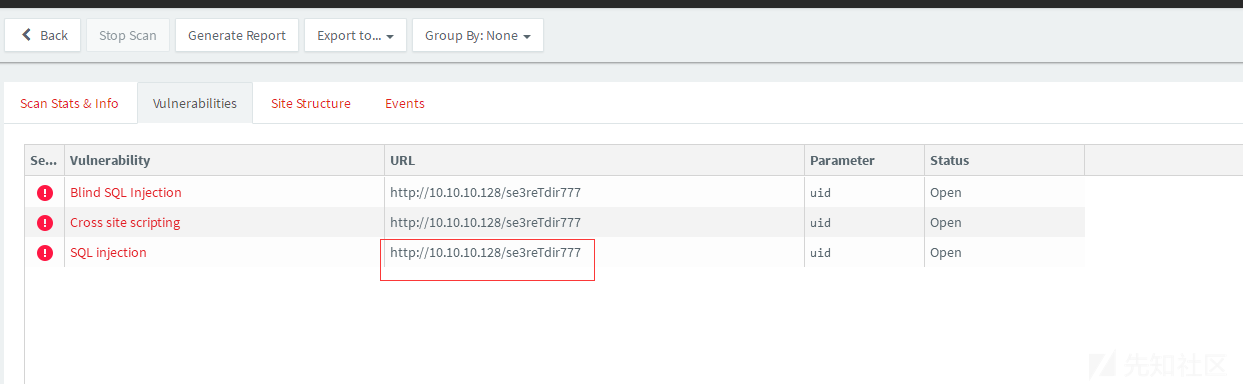 Back Stop Scan Generate Report Export to... Group By: None
Scan Stats & Info Vulnerabilities Site Structure Events
Se... Vulnerability URL Parameter Status
Blind SQL Injection http://10.10.10.128/se3reTdir777 uid Open
Cross site scripting http://10.10.10.128/se3reTdir777 uid Open
SQL injection http://10.10.10.128/se3reTdir777 uid Open
先知社区